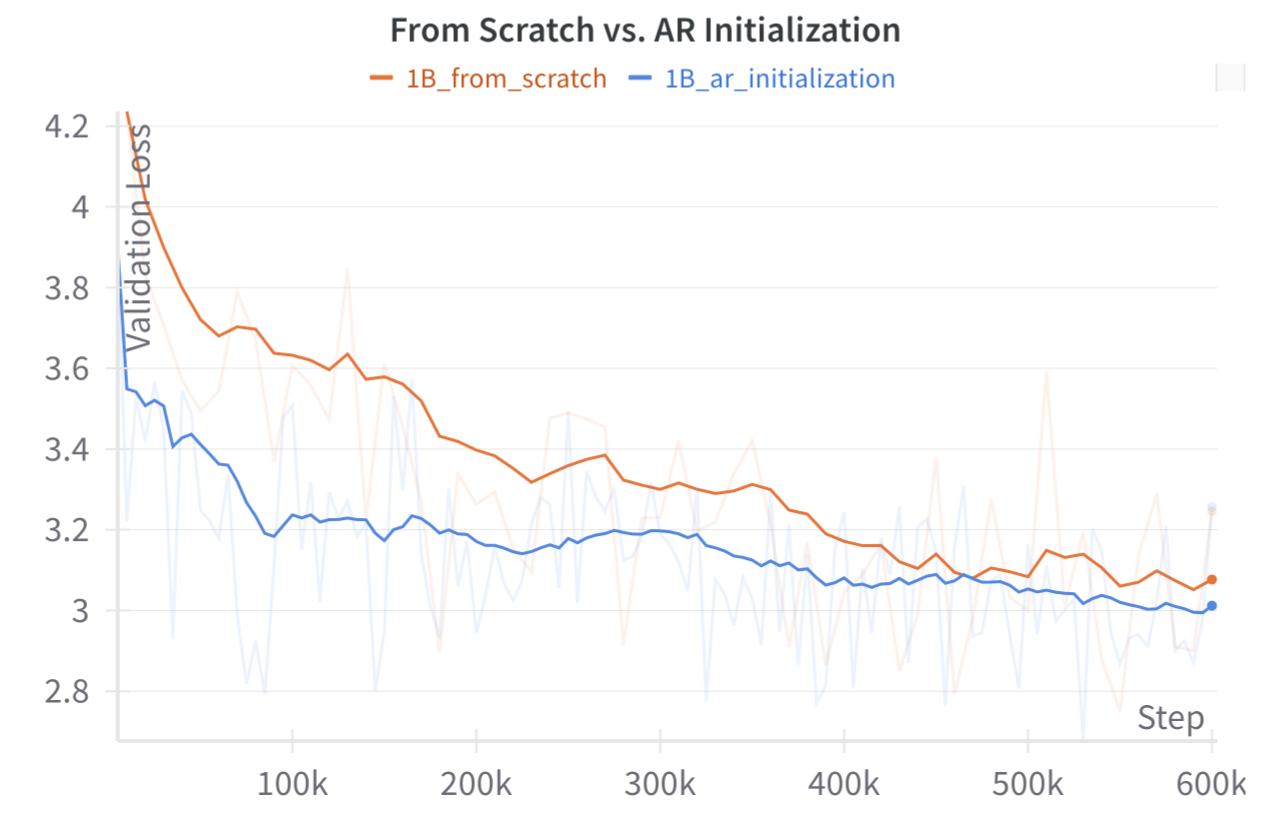 From Scratch vs. AR Initialization
1B_from_scratch 1B_ar_initialization
Validation Loss
4.2
4
3.8
3.6
3.4
3.2
3
2.8
Step
100k 200k 300k 400k 500k 600k